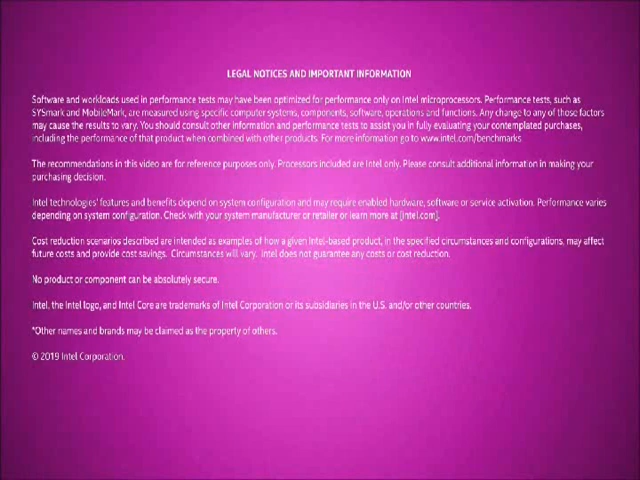 LEGAL NOTICES AND IMPORTANT INFORMATION
Software and workloads used in performance tests may have been optimized for performance only on Intel microprocessors. Performance tests, such as
SYSmark and MobileMark, are measured using specific computer systems, components, software, operations and functions. Any change to any of those factors
may cause the results to vary. You should consult other information and performance tests to assist you in fully evaluating your contemplated purchases,
including the performance of that product when combined with other products. For more information go to www.intel.com/benchmarks
The recommendations in this video are for reference purposes only. Processors included are Intel only. Please consult additional information in making your
purchasing decision.
Intel technologies' features and benefits depend on system configuration and may require enabled hardware, software or service activation. Performance varies
depending on system configuration. Check with your system manufacturer or retailer or learn more at [intel.com].
Cost reduction scenarios described are intended as examples of how a given Intel-based product, in the specified circumstances and configurations, may affect
future costs and provide cost savings. Circumstances will vary. Intel does not guarantee any costs or cost reduction.
No product or component can be absolutely secure.
Intel, the Intel logo, and Intel Core are trademarks of Intel Corporation or its subsidiaries in the U.S. and/or other countries.
*Other names and brands may be claimed as the property of others.
© 2019 Intel Corporation.